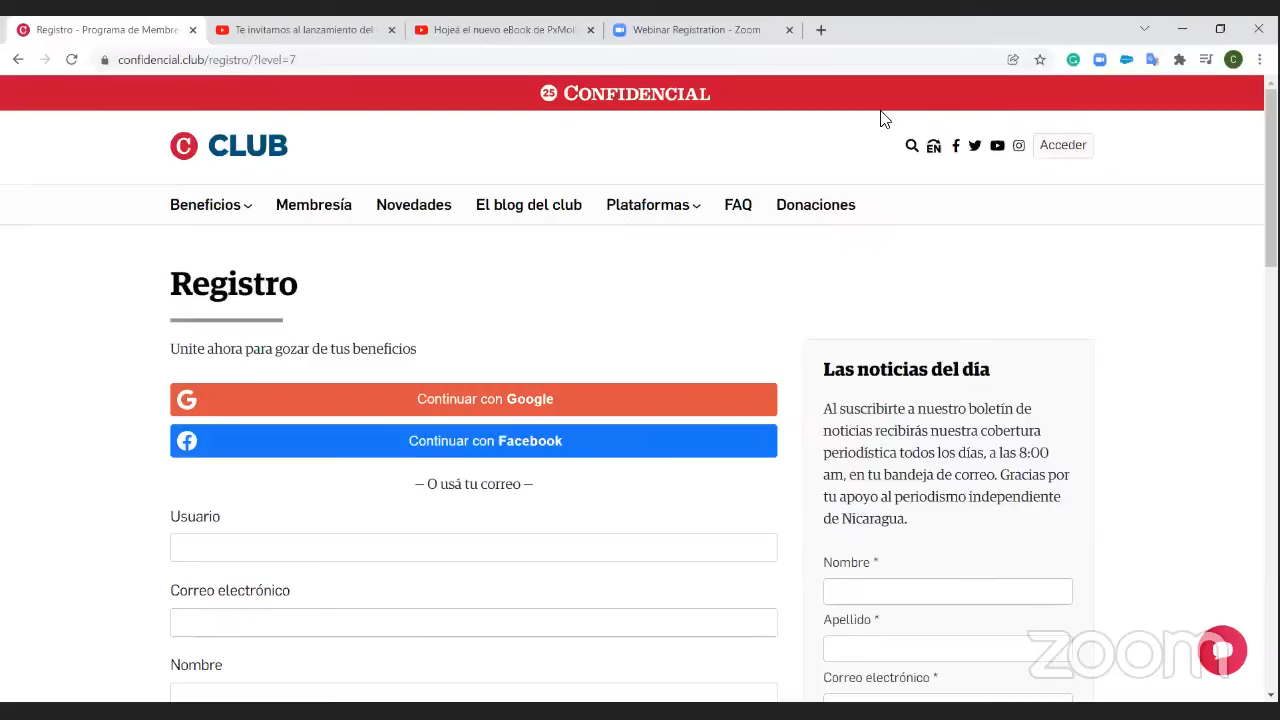 Registro - Programa de Membre
Te invitamos al lanzamiento del
Hojeá el nuevo eBook de PxMol
Webinar Registration - Zoom
confidencial.club/registro/?level=7
C
25 CONFIDENCIAL
C CLUB
EN
Acceder
Beneficios
Membresía
Novedades
El blog del club
Plataformas
FAQ
Donaciones
Registro
Unite ahora para gozar de tus beneficios
Continuar con Google
Continuar con Facebook
— O usá tu correo —
Usuario
Correo electrónico
Nombre
Las noticias del día
Al suscribirte a nuestro boletín de
noticias recibirás nuestra cobertura
periodística todos los días, a las 8:00
am, en tu bandeja de correo. Gracias por
tu apoyo al periodismo independiente
de Nicaragua.
Nombre *
Apellido *
Correo electrónico *
zoom